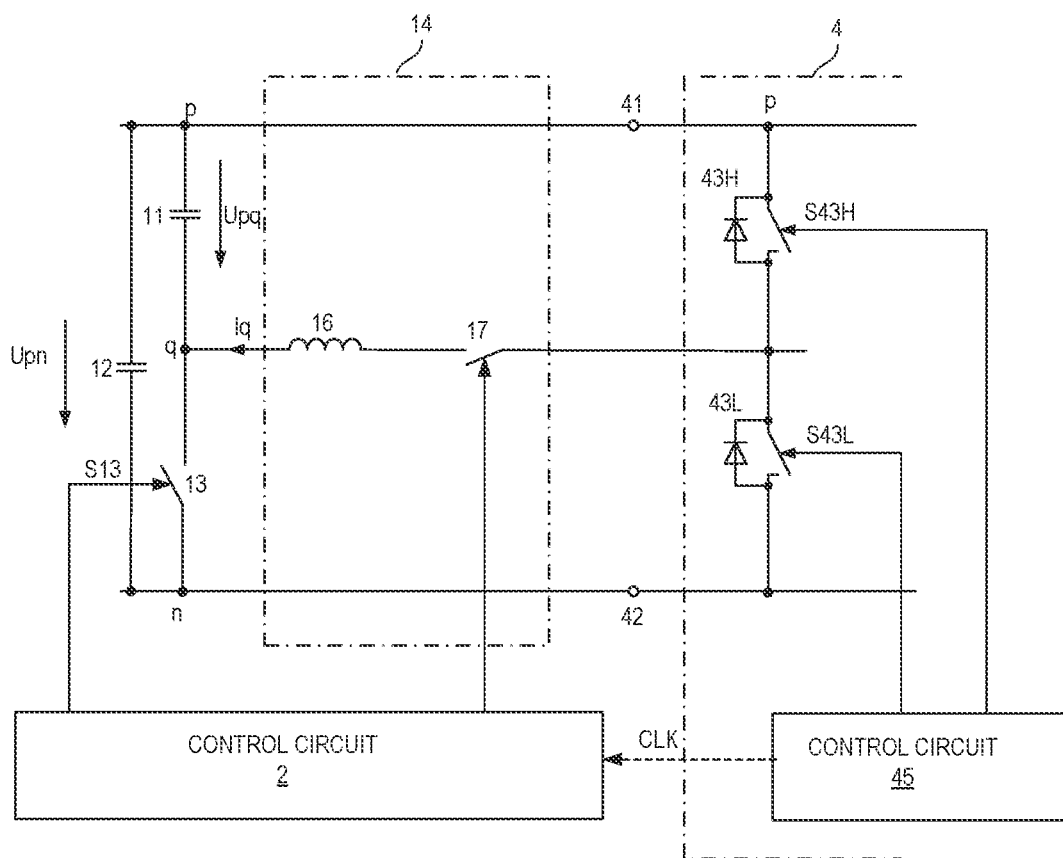 14
4
p
41
p
43H
S43H
11
Upq
16
17
iq
q
Upn
12
43L
S43L
S13
13
n
42
CONTROL CIRCUIT
2
CLK
CONTROL CIRCUIT
45